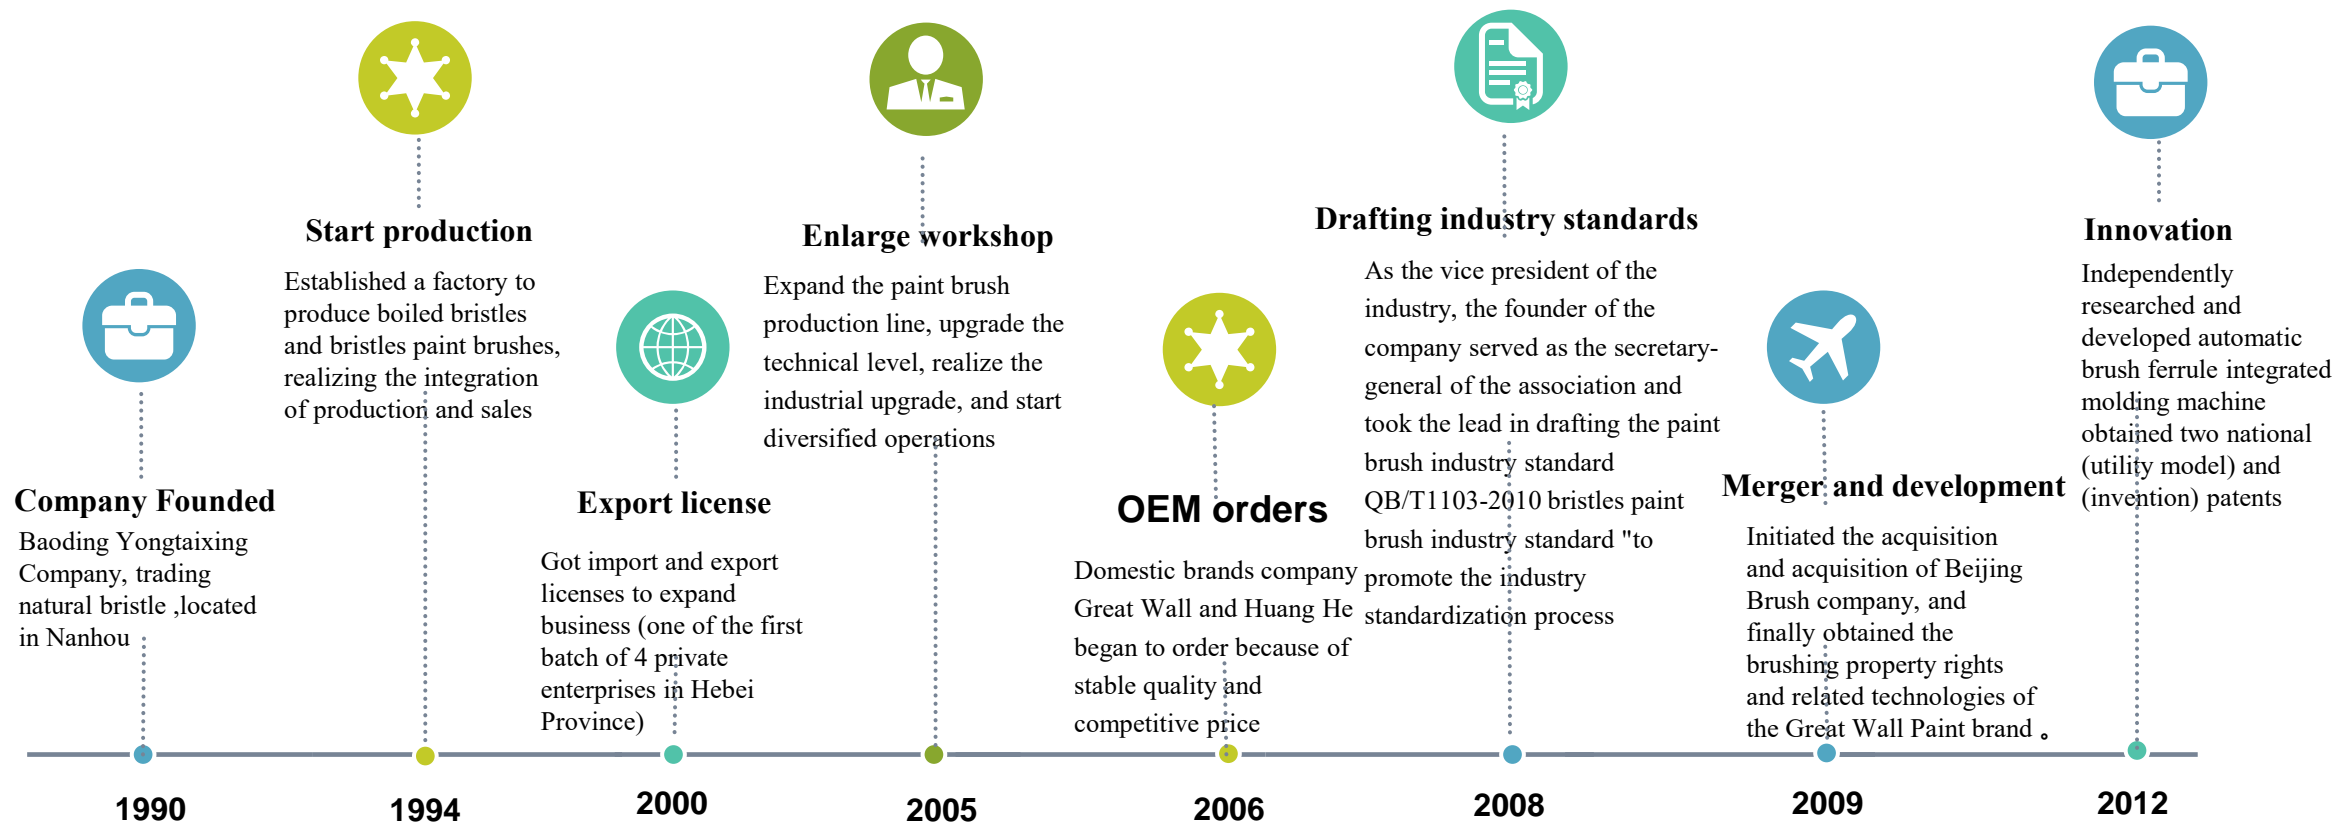 Company Founded
Baoding Yongtaixing
Company, trading
natural bristle ,located
in Nanhou
1990
Start production
Established a factory to
produce boiled bristles
and bristles paint brushes,
realizing the integration
of production and sales
1994
Export license
Got import and export
licenses to expand
business (one of the first
batch of 4 private
enterprises in Hebei
Province)
2000
Enlarge workshop
Expand the paint brush
production line, upgrade the
technical level, realize the
industrial upgrade, and start
diversified operations
2005
OEM orders
Domestic brands company
Great Wall and Huang He
began to order because of
stable quality and
competitive price
2006
Drafting industry standards
As the vice president of the
industry, the founder of the
company served as the secretary-
general of the association and
took the lead in drafting the paint
brush industry standard
QB/T1103-2010 bristles paint
brush industry standard "to
promote the industry
standardization process
2008
Merger and development
Initiated the acquisition
and acquisition of Beijing
Brush company, and
finally obtained the
brushing property rights
and related technologies of
the Great Wall Paint brand 。
2009
Innovation
Independently
researched and
developed automatic
brush ferrule integrated
molding machine
obtained two national
(utility model) and
(invention) patents
2012